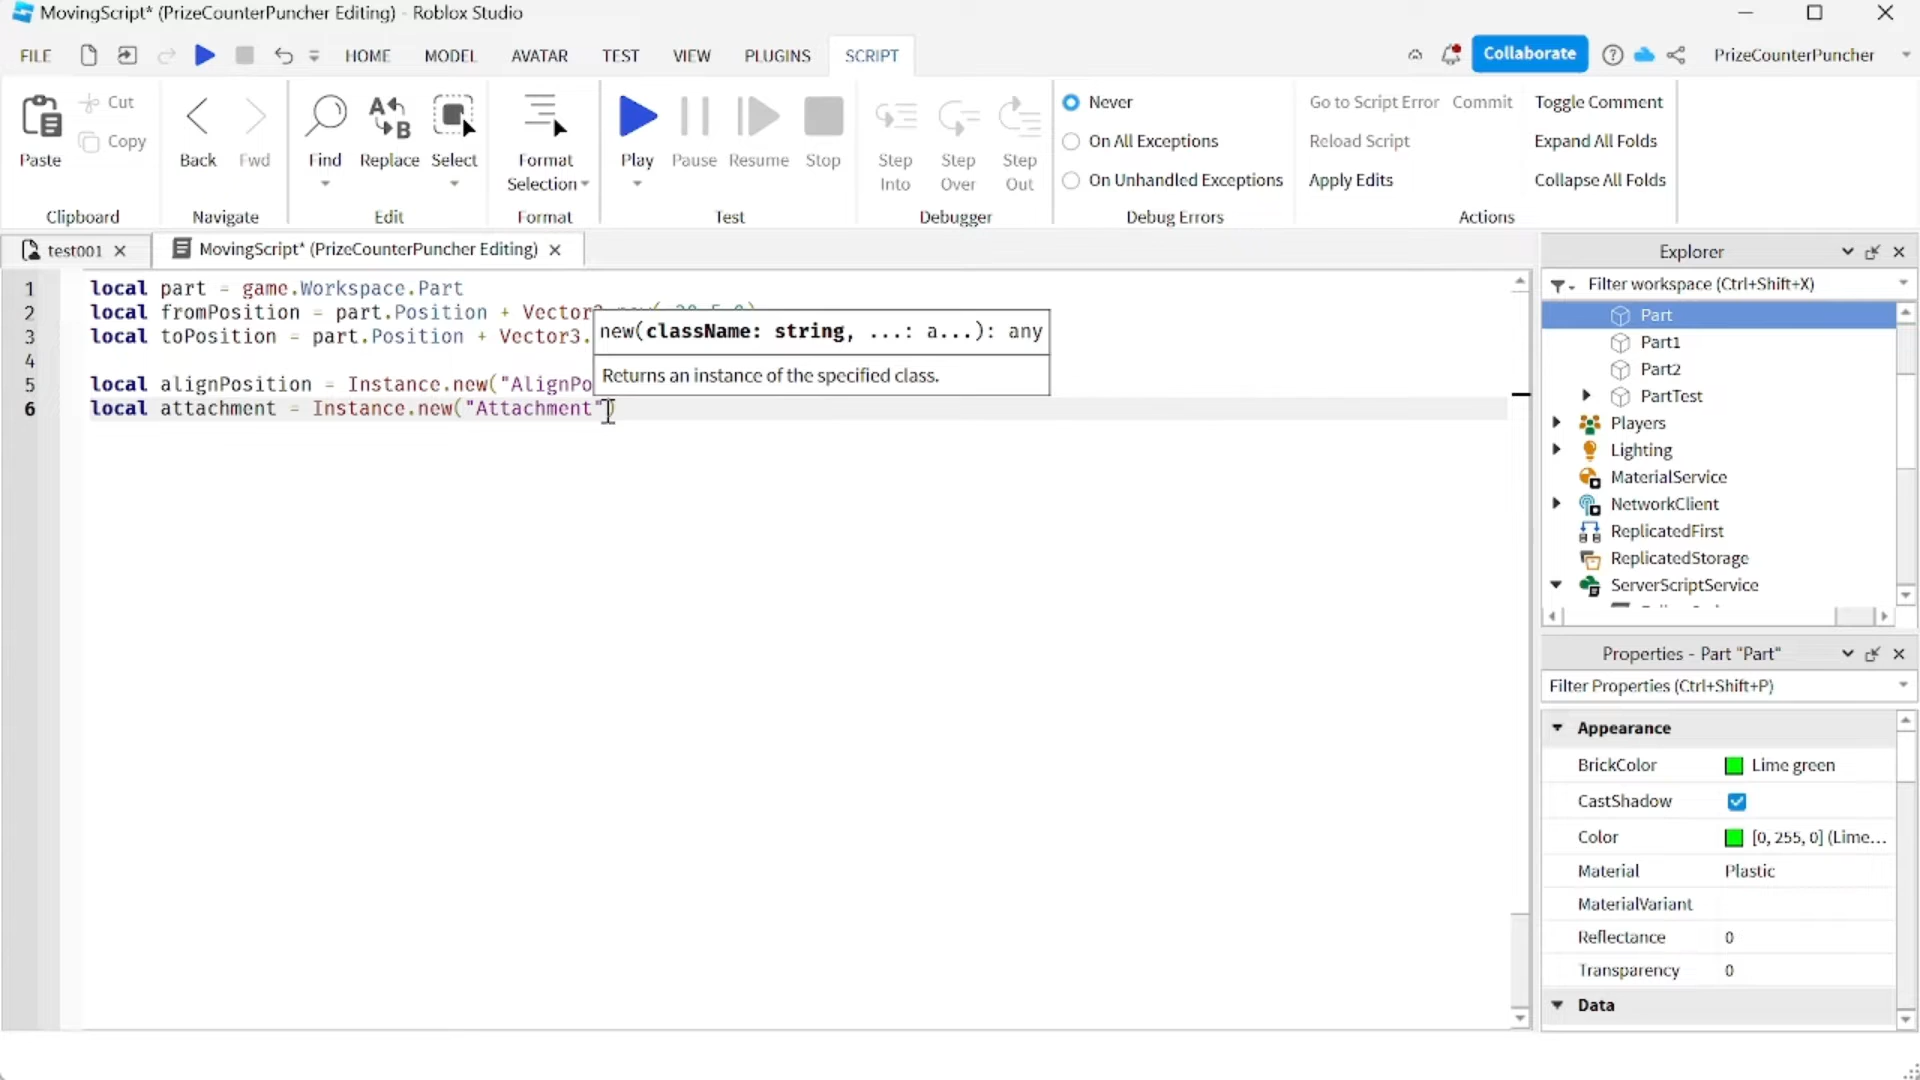 MovingScript* (PrizeCounterPuncher Editing) - Roblox Studio
FILE HOME MODEL AVATAR TEST VIEW PLUGINS SCRIPT Collaborate PrizeCounterPuncher
Paste Cut Copy
Back Fwd
Find Replace Select
Format Selection
Play Pause Resume Stop
Step Into Step Over Step Out
Never
On All Exceptions
On Unhandled Exceptions
Go to Script Error Commit Toggle Comment
Reload Script Expand All Folds
Apply Edits Collapse All Folds
Clipboard Navigate Edit Format Test Debugger Debug Errors Actions
test001 MovingScript* (PrizeCounterPuncher Editing)
1 local part = game.Workspace.Part
2 local fromPosition = part.Position +
3 local toPosition = part.Position + Vector3.
4
5 local alignPosition = Instance.new("AlignPo
6 local attachment = Instance.new("Attachment")
new(className: string, ...: a...): any
Returns an instance of the specified class.
Explorer
Filter workspace (Ctrl+Shift+X)
Part
Part1
Part2
PartTest
Players
Lighting
MaterialService
NetworkClient
ReplicatedFirst
ReplicatedStorage
ServerScriptService
Properties - Part "Part"
Filter Properties (Ctrl+Shift+P)
Appearance
BrickColor Lime green
CastShadow
Color [0, 255, 0] (Lime...
Material Plastic
MaterialVariant
Reflectance 0
Transparency 0
Data